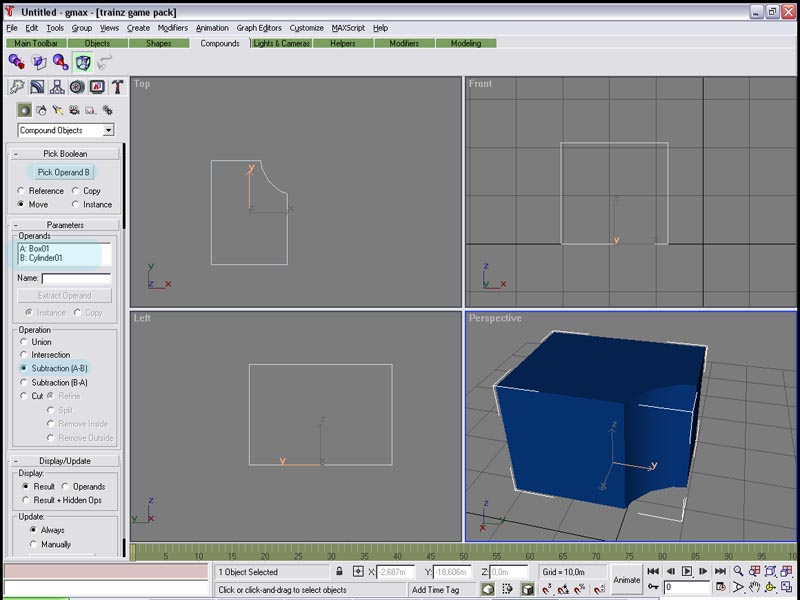 Untitled - gmax - [trainz game pack]
File Edit Tools Group Views Create Modifiers Animation Graph Editors Customize MAXScript Help
Main Toolbar Objects Shapes Compounds Lights & Cameras Helpers Modifiers Modeling
Compound Objects
- Pick Boolean
Pick Operand B
Reference Copy
Move Instance
- Parameters
Operands
A: Box01
B: Cylinder01
Name:
Extract Operand
Instance Copy
Operation
Union
Intersection
Subtraction (A-B)
Subtraction (B-A)
Cut Refine
Split
Remove Inside
Remove Outside
- Display/Update
Display:
Result Operands
Result + Hidden Ops
Update:
Always
Manually
Top
y
z x
y
z x
Front
z
y x
z
y x
Left
z
y x
z
y x
Perspective
z
y
x
z
y
x
5 10 15 20 25 30 35 40 45 50 55 60 65 70 75 80 85 90 95
1 Object Selected X: -2,687m Y: -18,606m Z: 0,0m Grid = 10,0m
Click or click-and-drag to select objects Add Time Tag
Animate
0